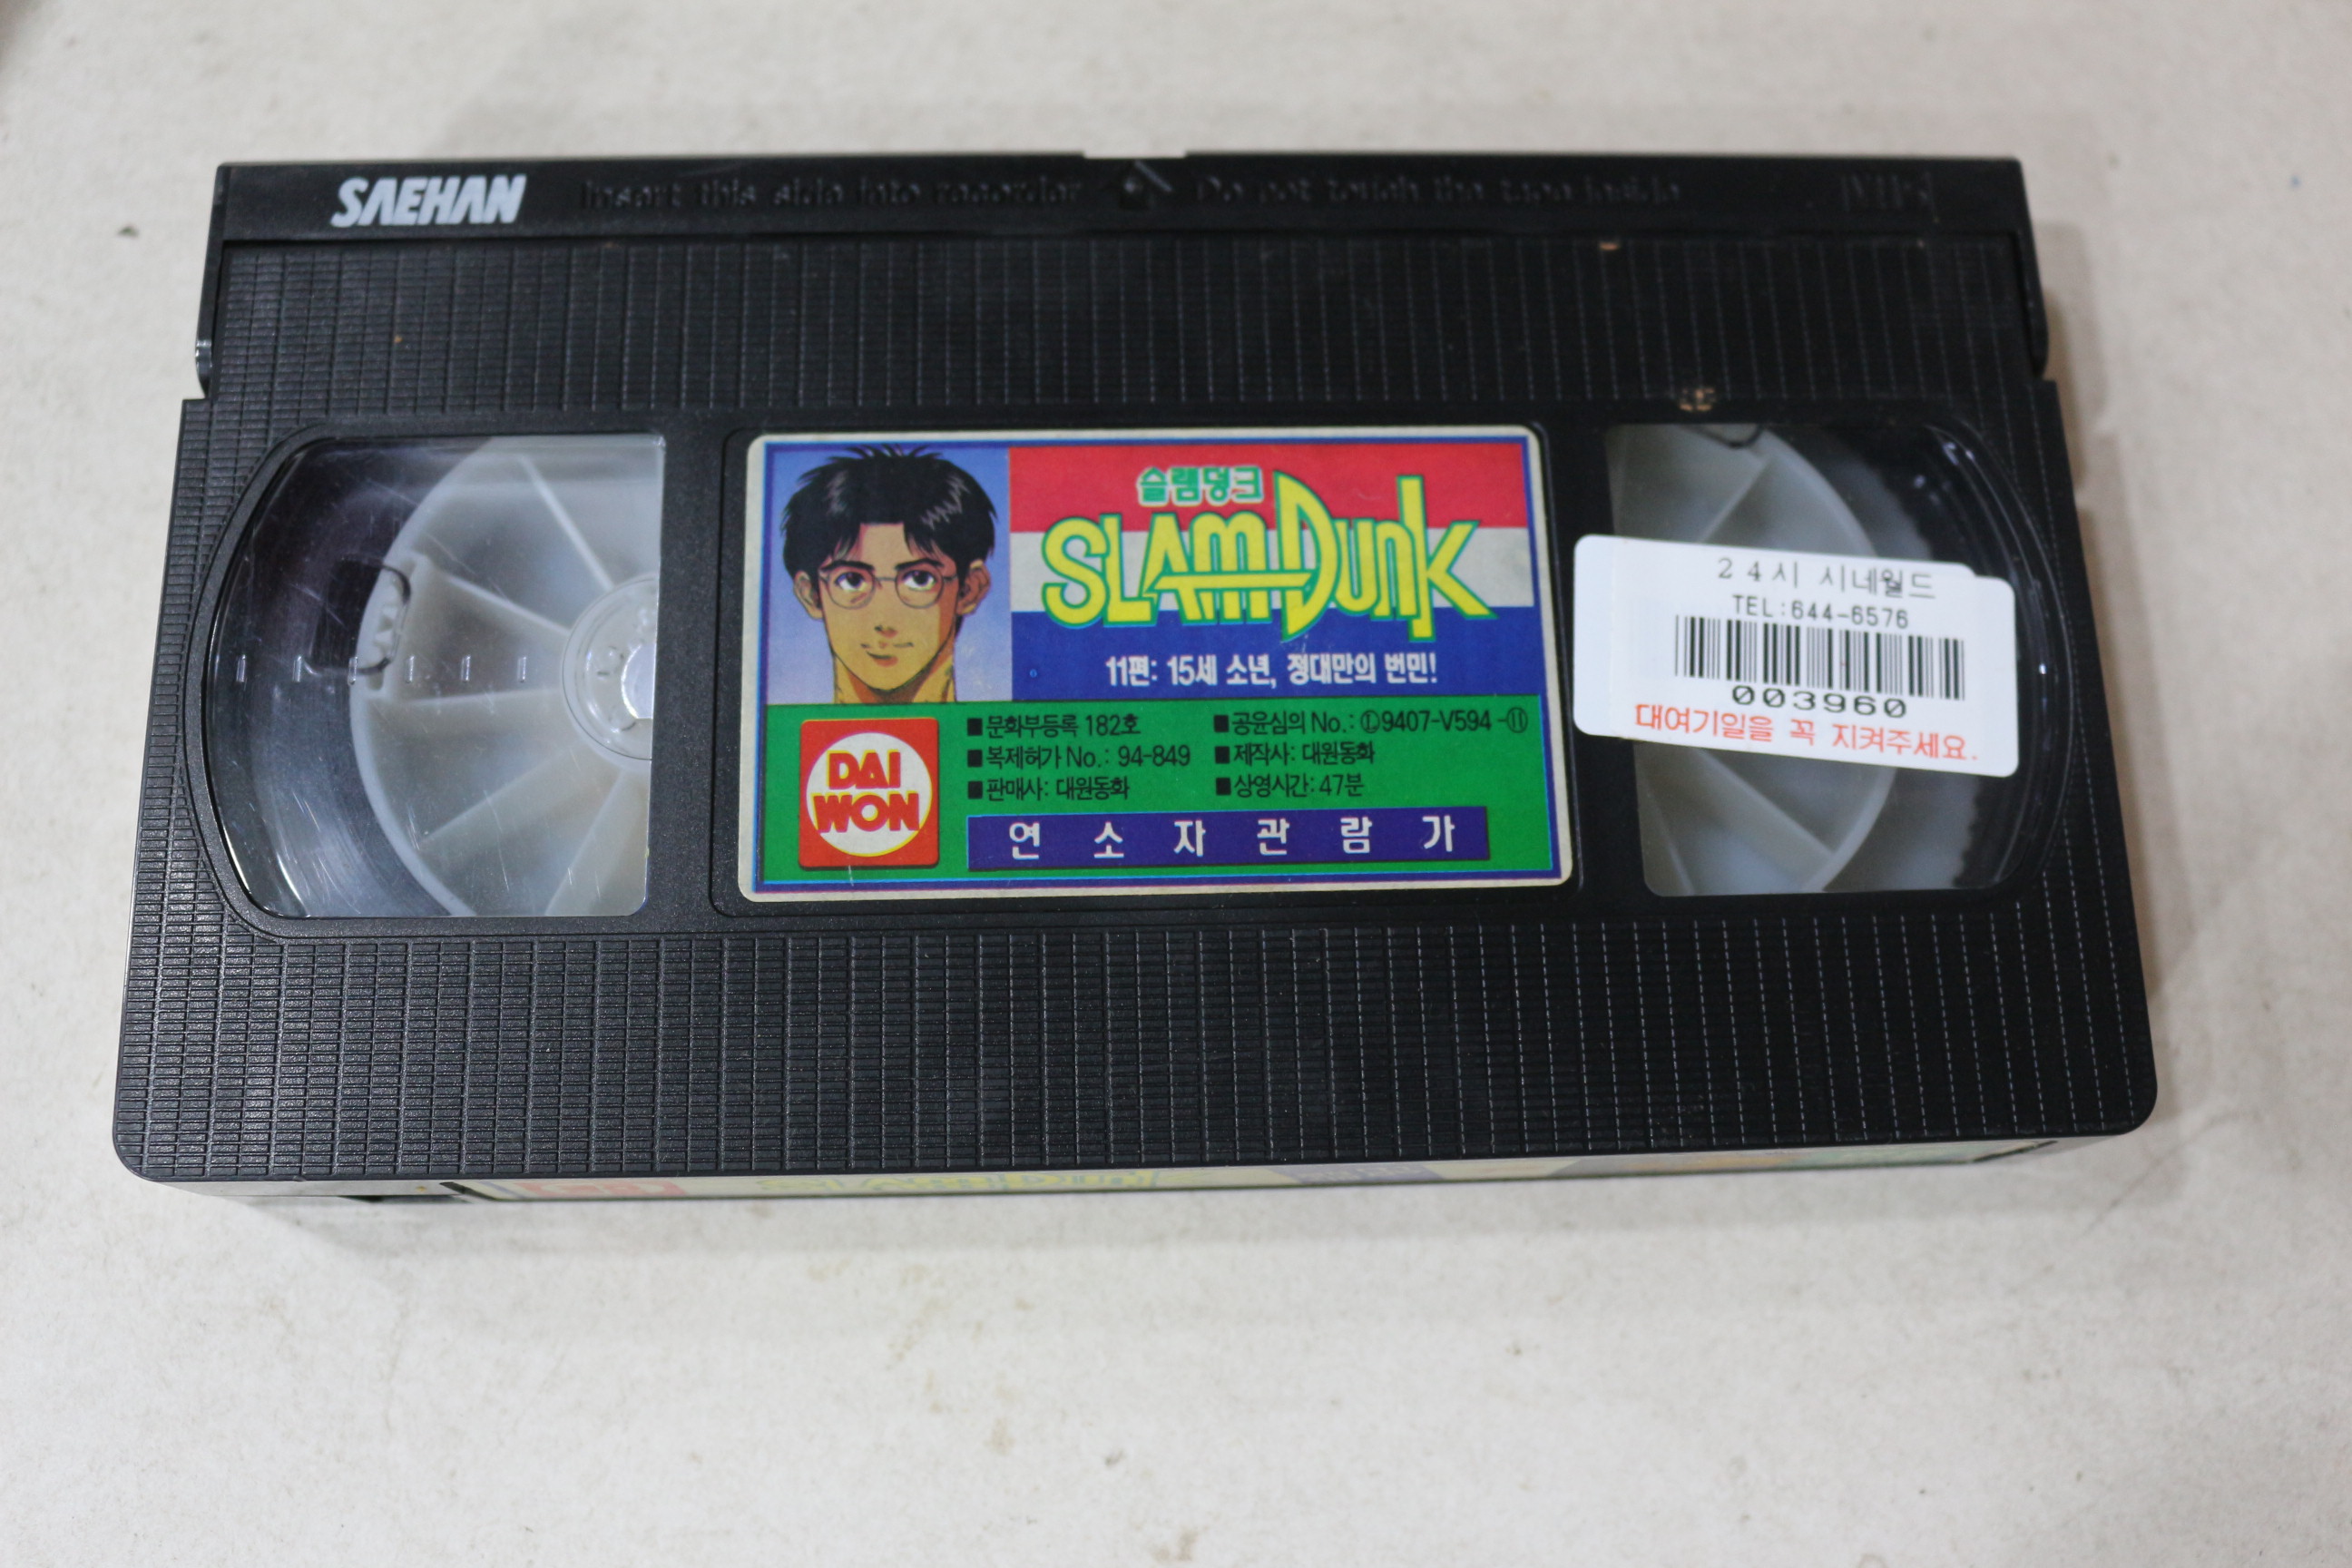 SAEHAN
Insert this side into recorder Do not touch the tape inside
VHS
슬램덩크
SLAM DUNK
11편: 15세 소년, 정대만의 번민!
DAI
WON
■문화부등록 182호 ■공윤심의 No.: ①9407-V594-⑪
■복제허가 No.: 94-849 ■제작사: 대원동화
■판매사: 대원동화 ■상영시간: 47분
연 소 자 관 람 가
24시 시네월드
TEL:644-6576
003960
대여기일을 꼭 지켜주세요.
SLAM DUNK